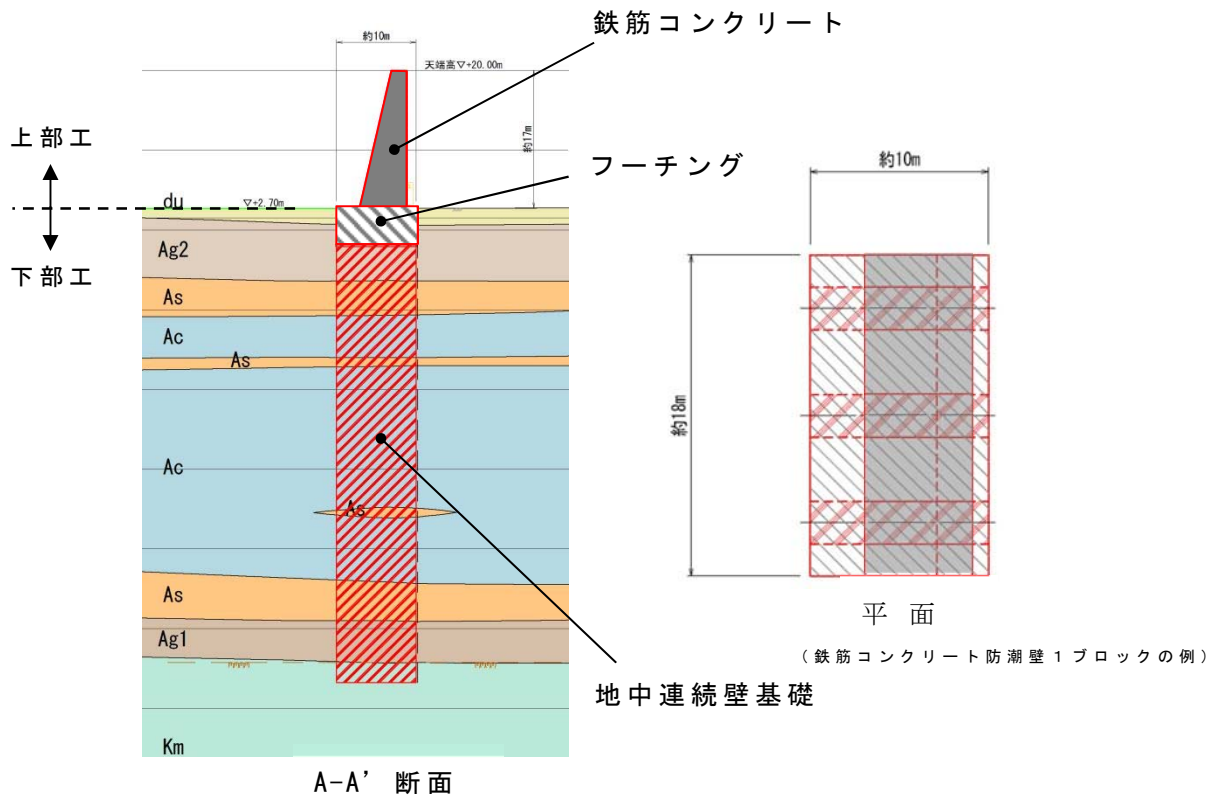 鉄筋コンクリート
約10m
天端高▽+20.00m
上部工
約17m
フーチング
約10m
du
▽+2.70m
下部工
Ag2
As
Ac
As
約18m
Ac
As
As
平 面
Ag1
(鉄筋コンクリート防潮壁1ブロックの例)
地中連続壁基礎
Km
A-A’ 断面